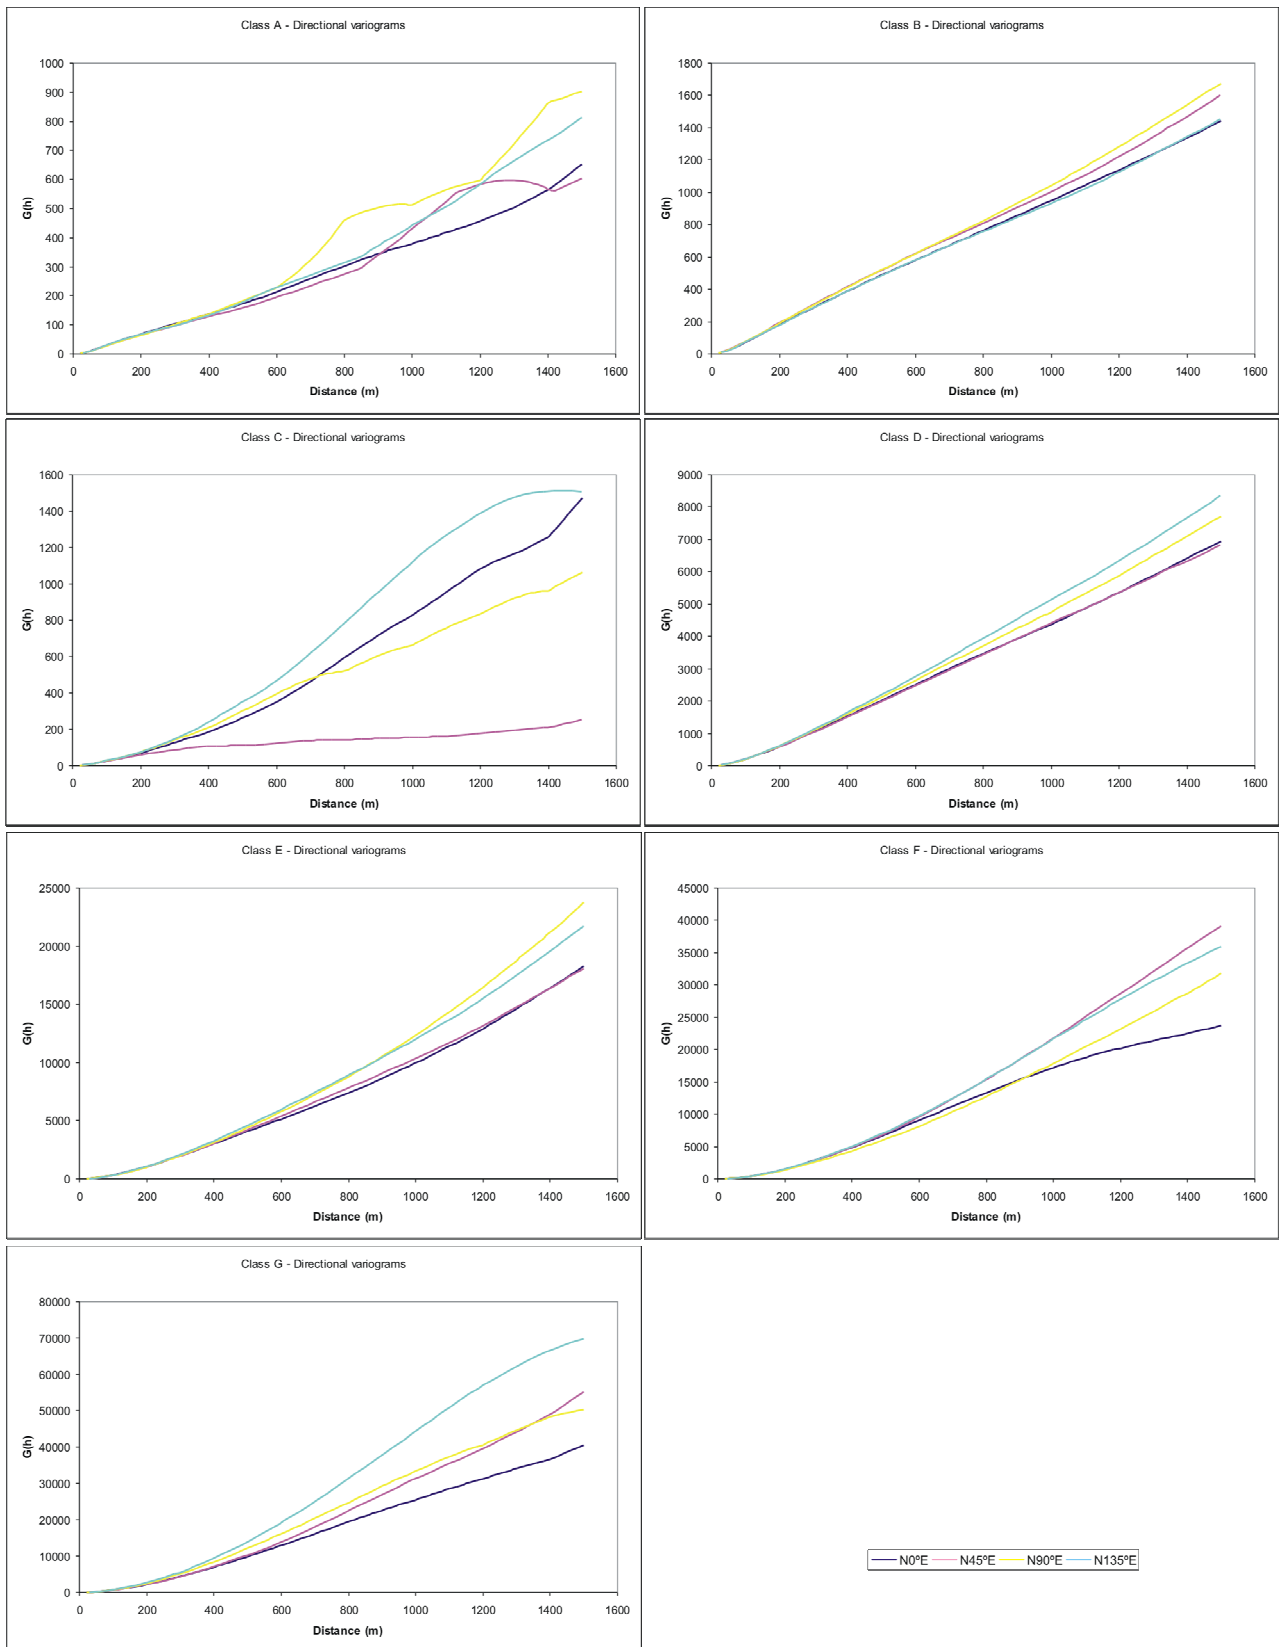 Class A - Directional variograms
1000
900
800
700
600
500
400
300
200
100
0
G(h)
0 200 400 600 800 1000 1200 1400 1600
Distance (m)
Class B - Directional variograms
1800
1600
1400
1200
1000
800
600
400
200
0
G(h)
0 200 400 600 800 1000 1200 1400 1600
Distance (m)
Class C - Directional variograms
1600
1400
1200
1000
800
600
400
200
0
G(h)
0 200 400 600 800 1000 1200 1400 1600
Distance (m)
Class D - Directional variograms
9000
8000
7000
6000
5000
4000
3000
2000
1000
0
G(h)
0 200 400 600 800 1000 1200 1400 1600
Distance (m)
Class E - Directional variograms
25000
20000
15000
10000
5000
0
G(h)
0 200 400 600 800 1000 1200 1400 1600
Distance (m)
Class F - Directional variograms
45000
40000
35000
30000
25000
20000
15000
10000
5000
0
G(h)
0 200 400 600 800 1000 1200 1400 1600
Distance (m)
Class G - Directional variograms
80000
70000
60000
50000
40000
30000
20000
10000
0
G(h)
0 200 400 600 800 1000 1200 1400 1600
Distance (m)
N0ºE N45ºE N90ºE N135ºE